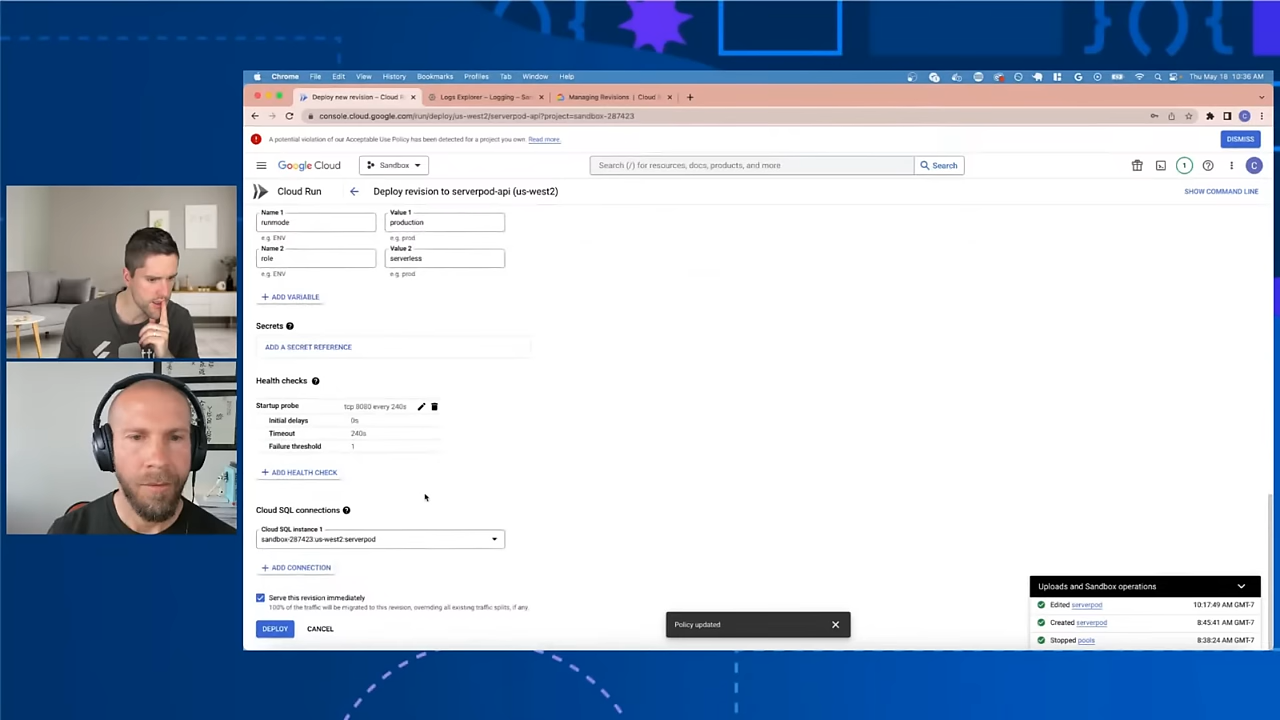 Chrome File Edit View History Bookmarks Profiles Tab Window Help Thu May 18 10:36 AM
Deploy new revision – Cloud R Logs Explorer – Logging – San Managing Revisions | Cloud
console.cloud.google.com/run/deploy/us-west2/serverpod-api?project=sandbox-287423
A potential violation of our Acceptable Use Policy has been detected for a project you own. Read more. DISMISS
Google Cloud Sandbox Search (/) for resources, docs, products, and more Search 1 C
Cloud Run Deploy revision to serverpod-api (us-west2) SHOW COMMAND LINE
Name 1 Value 1
runmode production
e.g. ENV e.g. prod
Name 2 Value 2
role serverless
e.g. ENV e.g. prod
+ ADD VARIABLE
Secrets
ADD A SECRET REFERENCE
Health checks
Startup probe tcp 8080 every 240s
Initial delays 0s
Timeout 240s
Failure threshold 1
+ ADD HEALTH CHECK
Cloud SQL connections
Cloud SQL instance 1
sandbox-287423:us-west2:serverpod
+ ADD CONNECTION
Serve this revision immediately
100% of the traffic will be migrated to this revision, overriding all existing traffic splits, if any.
DEPLOY CANCEL
Policy updated
Uploads and Sandbox operations
Edited serverpod 10:17:49 AM GMT-7
Created serverpod 8:45:41 AM GMT-7
Stopped pools 8:38:24 AM GMT-7